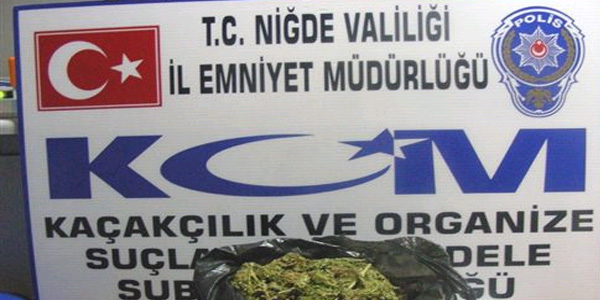 T.C. NİĞDE VALİLİĞİ
İL EMNİYET MÜDÜRLÜĞÜ
POLİS
KOM
KAÇAKÇILIK VE ORGANİZE